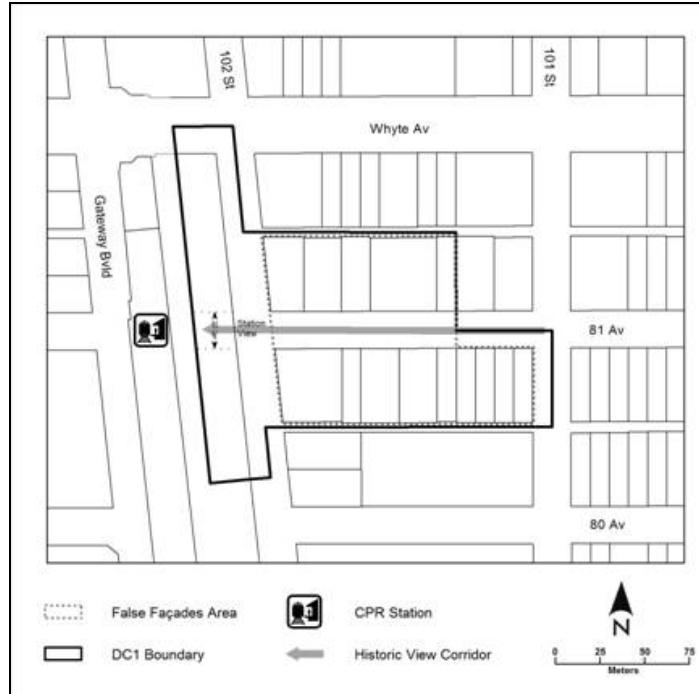 102 St
101 St
Whyte Av
Gateway Bvld
Station
View
81 Av
80 Av
False Façades Area
CPR Station
DC1 Boundary
Historic View Corridor
N
0 25 50 75
Meters